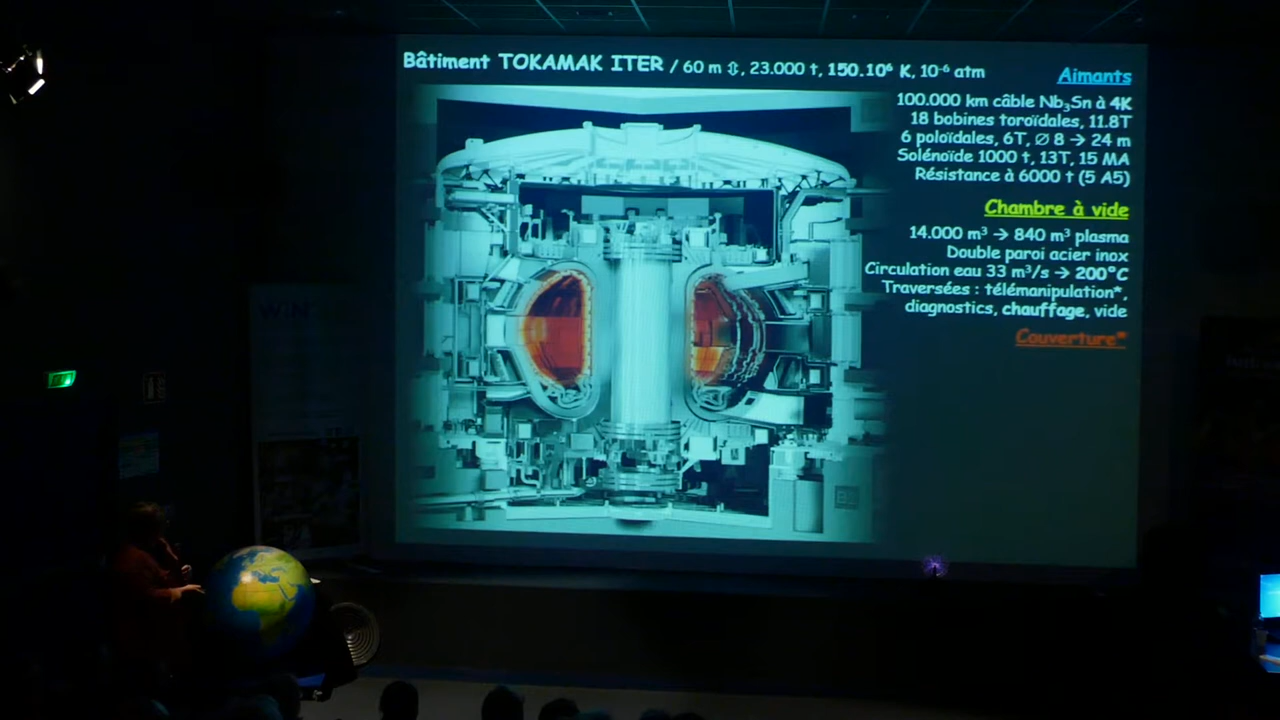 Bâtiment TOKAMAK ITER / 60 m ⇕, 23.000 t, 150.10⁶ K, 10⁻⁶ atm
Aimants
100.000 km câble Nb₃Sn à 4K
18 bobines toroïdales, 11.8T
6 poloïdales, 6T, ∅ 8 → 24 m
Solénoïde 1000 t, 13T, 15 MA
Résistance à 6000 t (5 A5)
Chambre à vide
14.000 m³ → 840 m³ plasma
Double paroi acier inox
Circulation eau 33 m³/s → 200°C
Traversées : télémanipulation*,
diagnostics, chauffage, vide
Couverture*
WiN